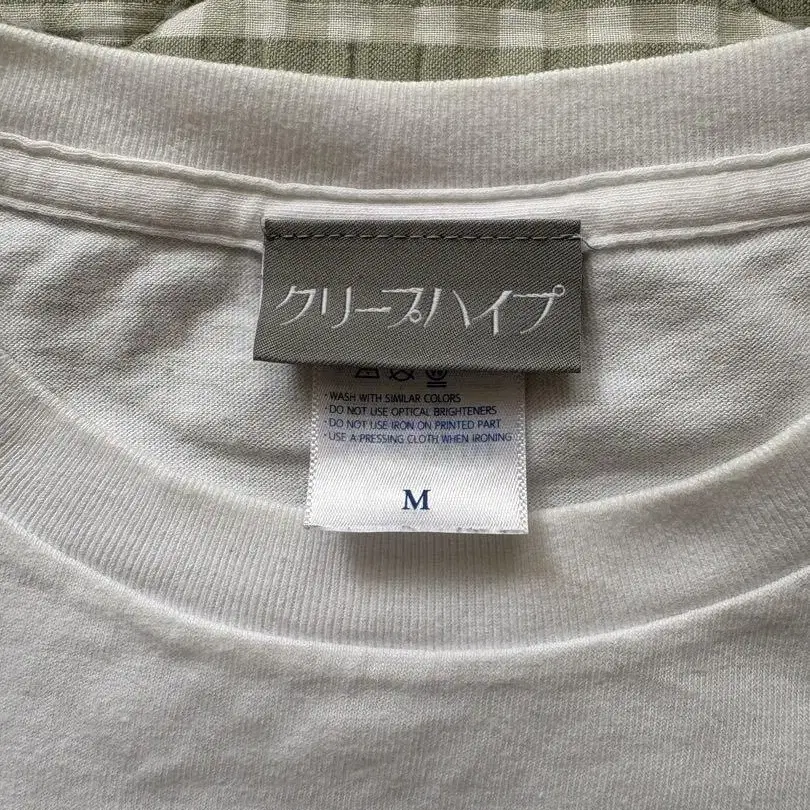 クリープハイプ
・WASH WITH SIMILAR COLORS
・DO NOT USE OPTICAL BRIGHTENERS
・DO NOT USE IRON ON PRINTED PART
・USE A PRESSING CLOTH WHEN IRONING
M